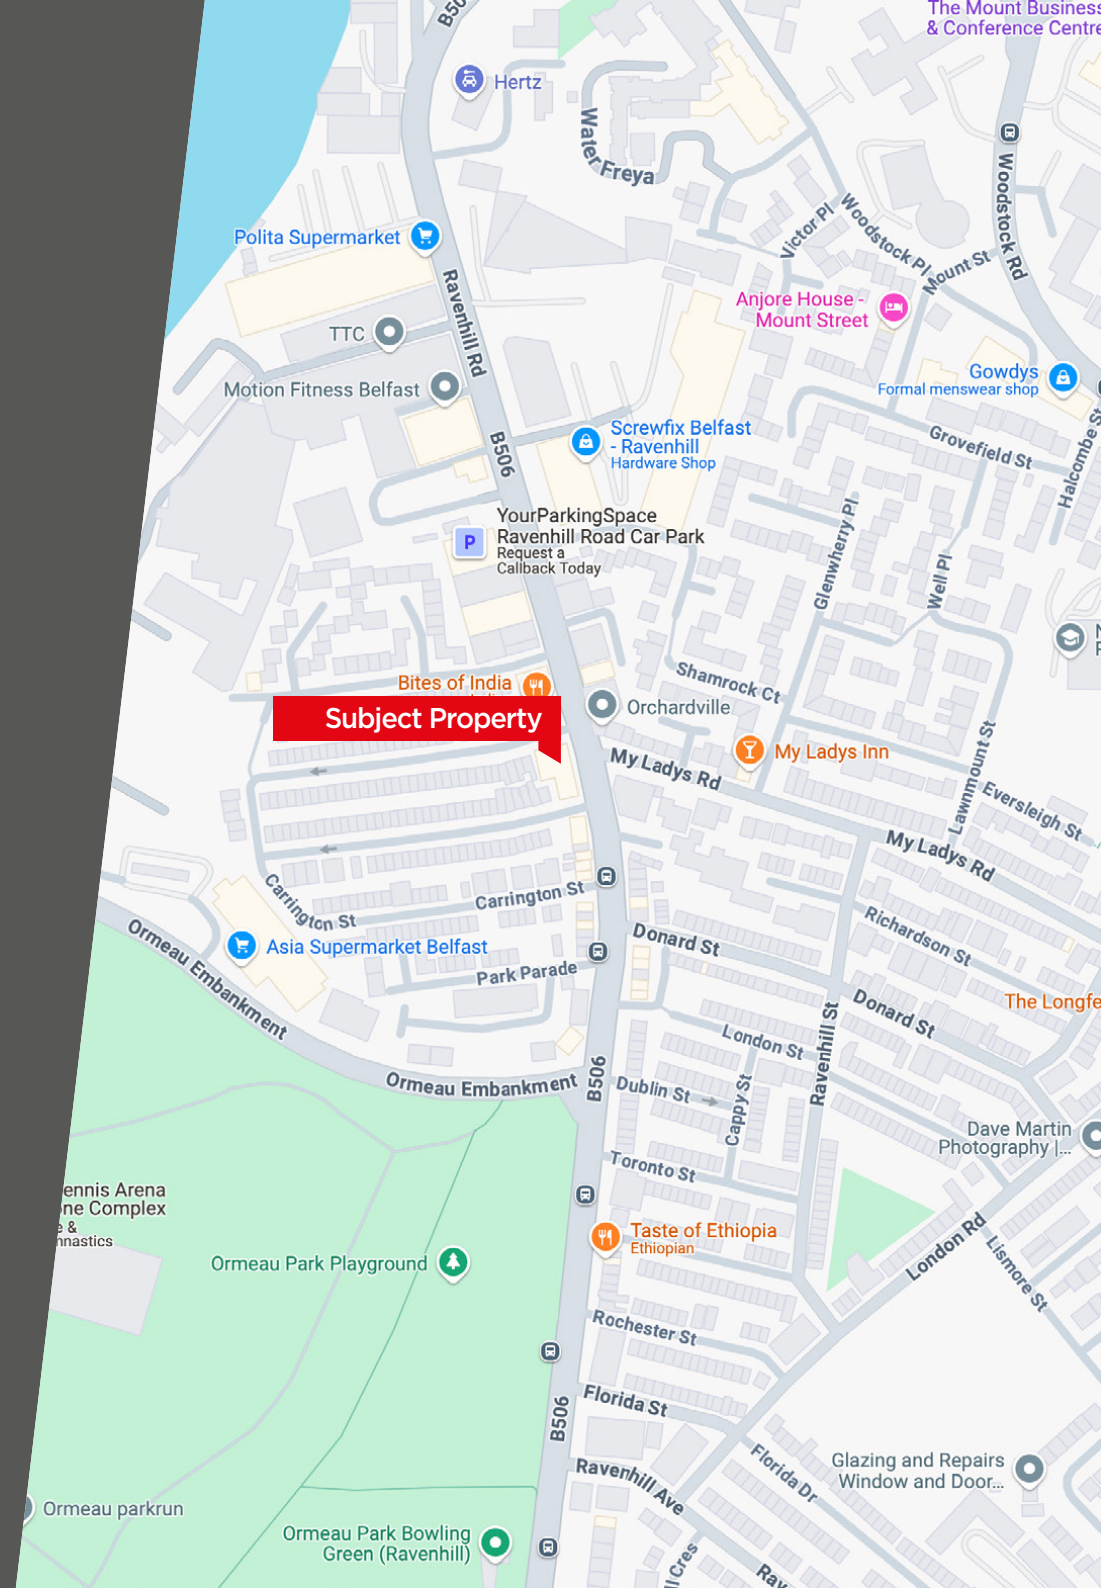 The Mount Business
& Conference Centre
Hertz
Water Freya
Woodstock Rd
Victor Pl
Woodstock Pl
Mount St
Polita Supermarket
Ravenhill Rd
Anjore House -
Mount Street
TTC
Motion Fitness Belfast
Gowdys
Formal menswear shop
Screwfix Belfast
- Ravenhill
Hardware Shop
Grovefield St
Halcombe St
B506
YourParkingSpace
Ravenhill Road Car Park
Request a
Callback Today
P
Glenwherry Pl
Well Pl
Bites of India
Shamrock Ct
Orchardville
Subject Property
My Ladys Rd
My Ladys Inn
Lawnmount St
Eversleigh St
My Ladys Rd
Carrington St
Carrington St
Richardson St
Donard St
Asia Supermarket Belfast
Park Parade
Ormeau Embankment
The Longfe
Donard St
London St
Ravenhill St
Ormeau Embankment
B506
Dublin St
Cappy St
Dave Martin
Photography |...
Toronto St
ennis Arena
one Complex
e &
nnastics
Taste of Ethiopia
Ethiopian
London Rd
Lismore St
Ormeau Park Playground
Rochester St
Florida St
B506
Florida Dr
Glazing and Repairs
Window and Door...
Ravenhill Ave
Ormeau parkrun
Ormeau Park Bowling
Green (Ravenhill)
ll Cres
Rav